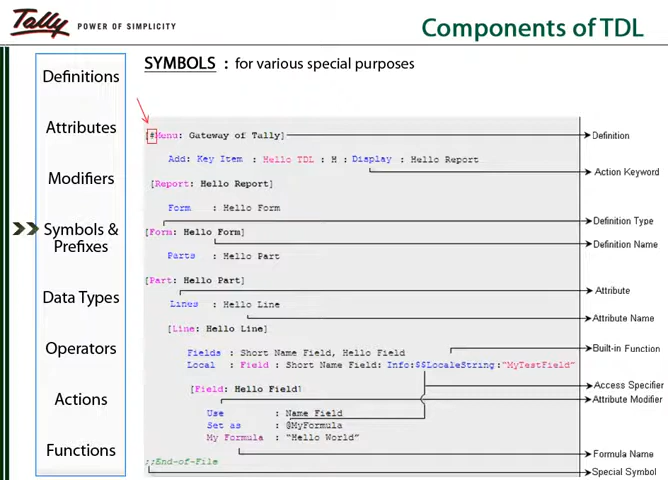 Tally POWER OF SIMPLICITY
Components of TDL
Definitions
Attributes
Modifiers
Symbols &
Prefixes
Data Types
Operators
Actions
Functions
SYMBOLS : for various special purposes
[#Menu: Gateway of Tally]
Add: Key Item : Hello TDL : H : Display : Hello Report
[Report: Hello Report]
Form : Hello Form
[Form: Hello Form]
Parts : Hello Part
[Part: Hello Part]
Lines : Hello Line
[Line: Hello Line]
Fields : Short Name Field, Hello Field
Local : Field : Short Name Field: Info:$$LocaleString:"MyTestField"
[Field: Hello Field]
Use : Name Field
Set as : @MyFormula
My Formula : "Hello World"
;;End-of-File
Definition
Action Keyword
Definition Type
Definition Name
Attribute
Attribute Name
Built-in Function
Access Specifier
Attribute Modifier
Formula Name
Special Symbol